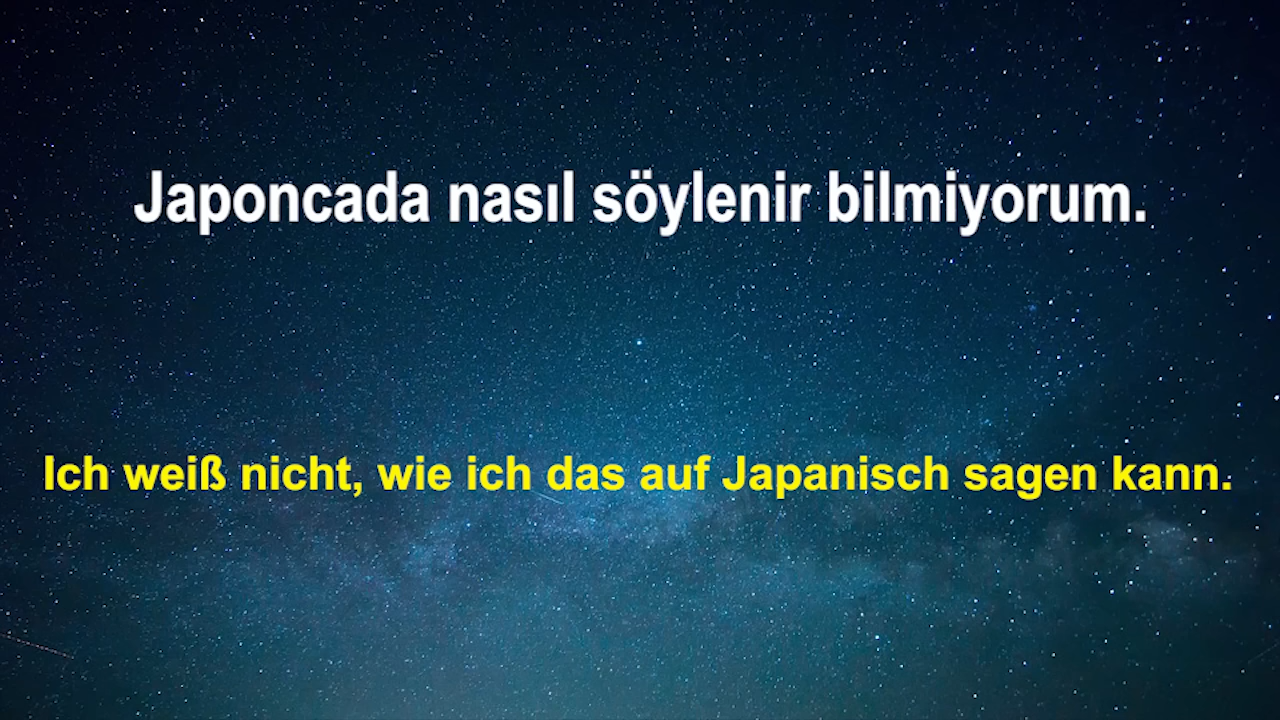 Japoncada nasıl söylenir bilmiyorum.
Ich weiß nicht, wie ich das auf Japanisch sagen kann.